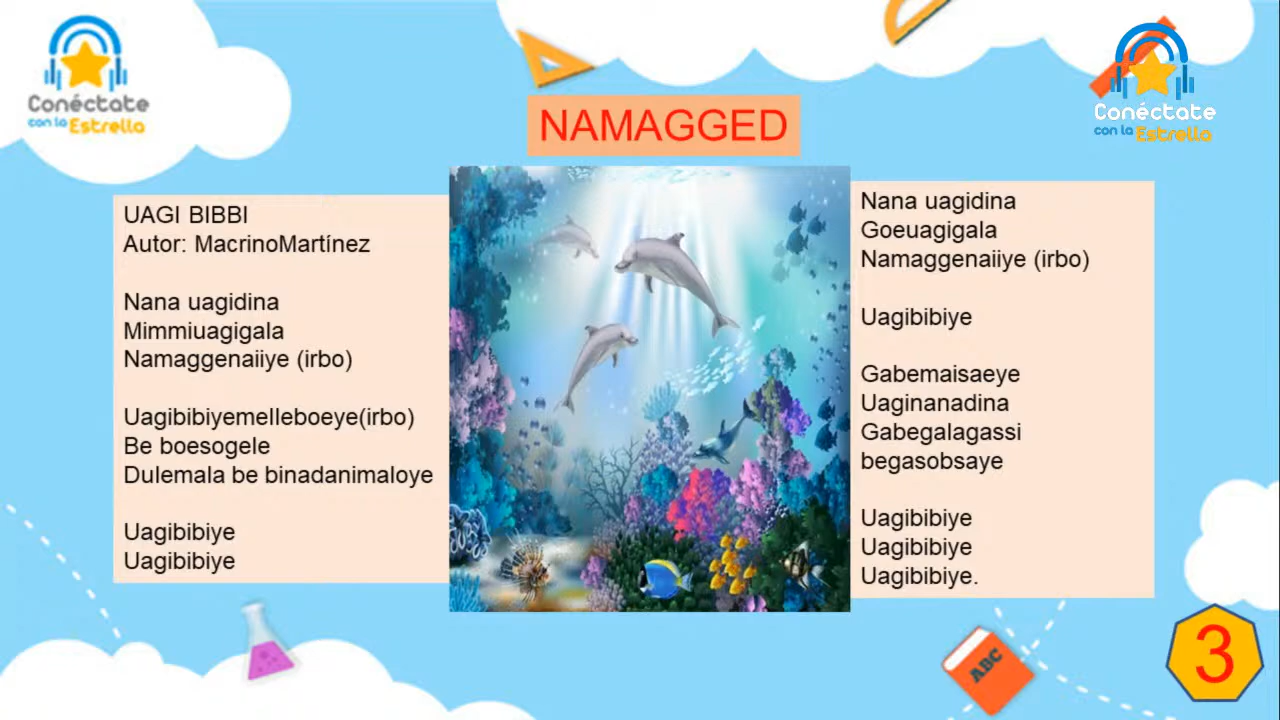 Conéctate
con la Estrella
Conéctate
con la Estrella
NAMAGGED
UAGI BIBBI
Autor: MacrinoMartínez
Nana uagidina
Mimmiuagigala
Namaggenaiiye (irbo)
Uagibibiyemelleboeye(irbo)
Be boesogele
Dulemala be binadanimaloye
Uagibibiye
Uagibibiye
Nana uagidina
Goeuagigala
Namaggenaiiye (irbo)
Uagibibiye
Gabemaisaeye
Uaginanadina
Gabegalagassi
begasobsaye
Uagibibiye
Uagibibiye
Uagibibiye.
ABC
3